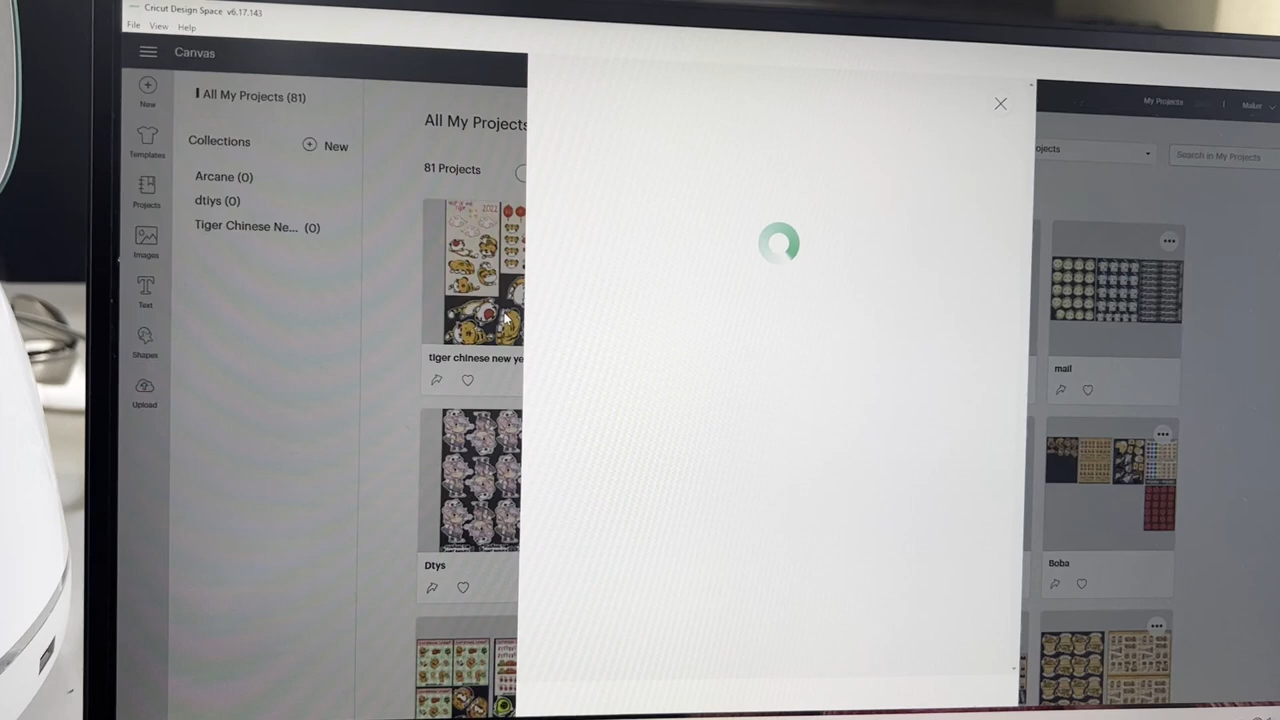 Cricut Design Space v6.17.143
File View Help
Canvas
My Projects
New
Templates
Projects
Images
Text
Shapes
Upload
All My Projects (81)
Collections
New
Arcane (0)
dtiys (0)
Tiger Chinese Ne... (0)
All My Projects
81 Projects
ojects
Search in My Projects
2022
tiger chinese new ye
mail
Dtys
Boba